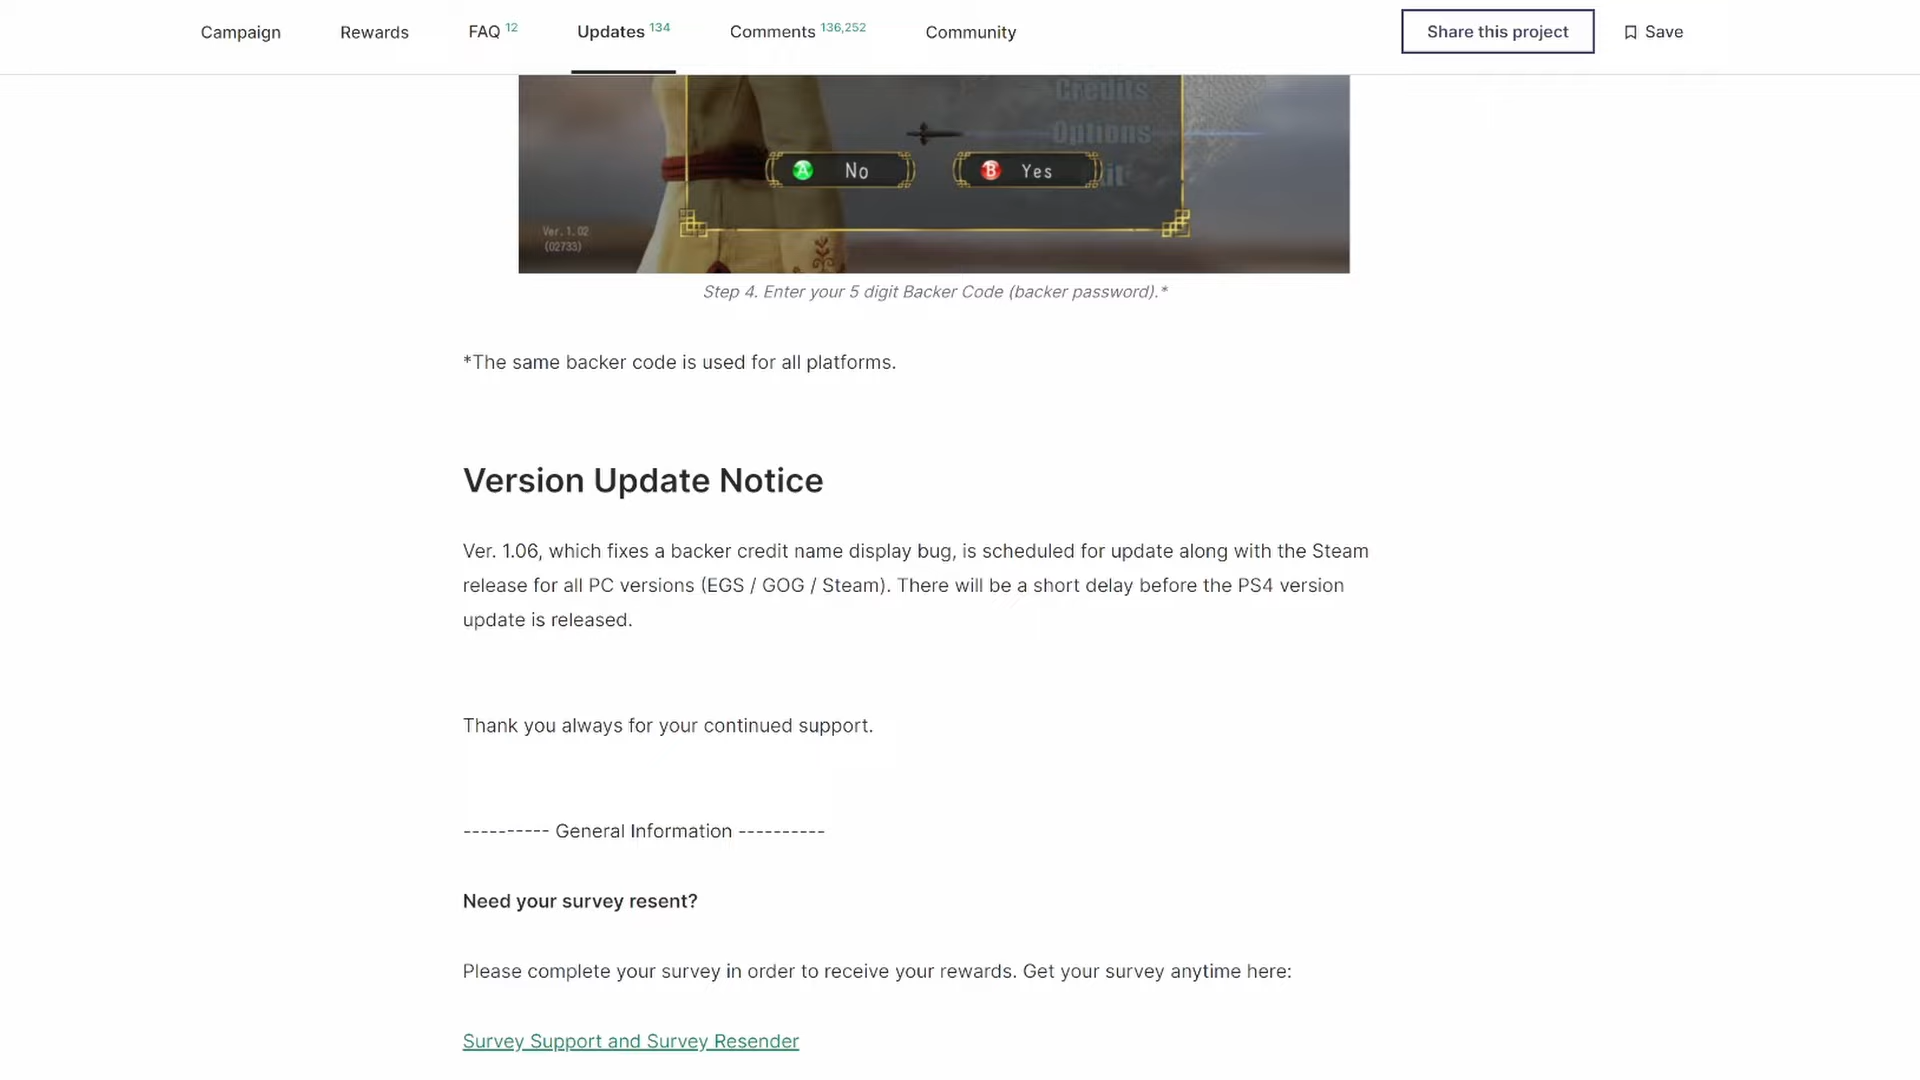 Campaign Rewards FAQ 12 Updates 134 Comments 136,252 Community Share this project Save
Credits
Options
A No B Yes
it
Ver.1.02
(02733)
Step 4. Enter your 5 digit Backer Code (backer password).*
*The same backer code is used for all platforms.
Version Update Notice
Ver. 1.06, which fixes a backer credit name display bug, is scheduled for update along with the Steam
release for all PC versions (EGS / GOG / Steam). There will be a short delay before the PS4 version
update is released.
Thank you always for your continued support.
---------- General Information ----------
Need your survey resent?
Please complete your survey in order to receive your rewards. Get your survey anytime here:
Survey Support and Survey Resender